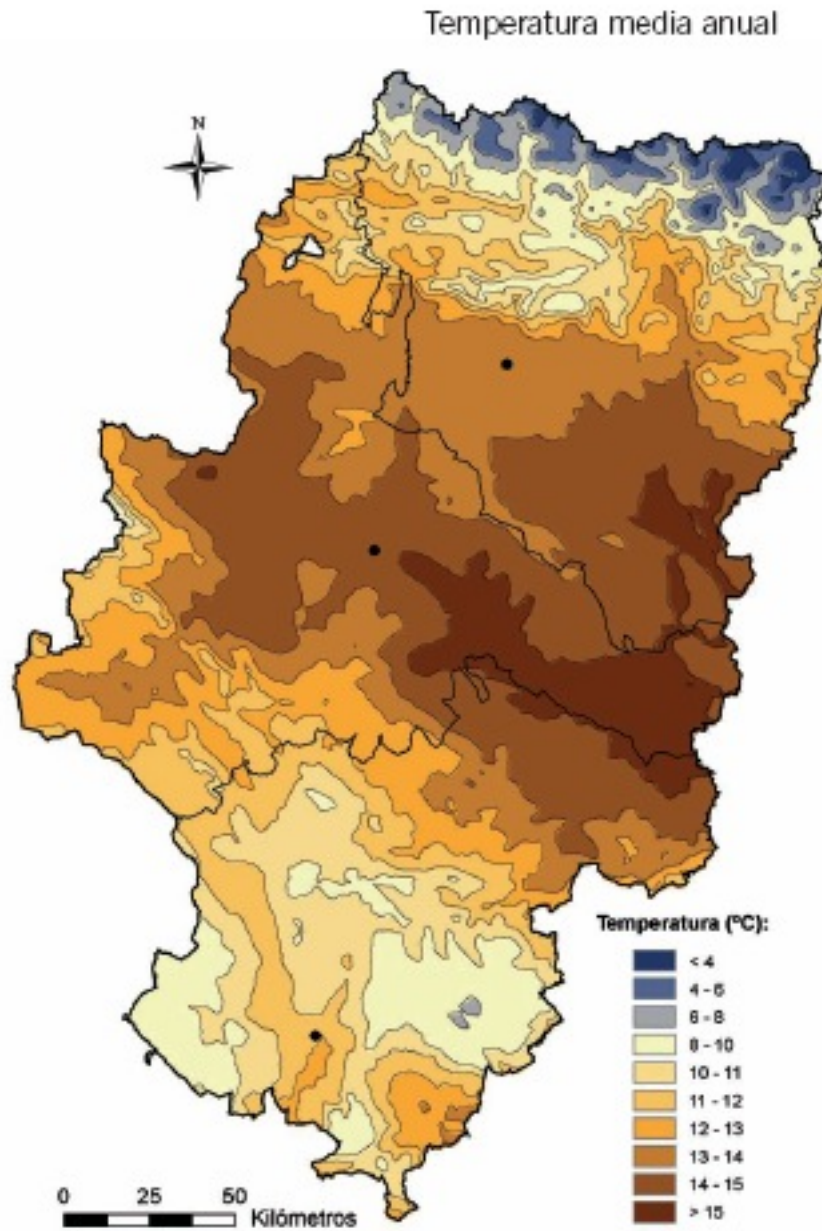 Temperatura media anual
N
Temperatura (ºC):
< 4
4 - 6
6 - 8
8 - 10
10 - 11
11 - 12
12 - 13
13 - 14
14 - 15
> 15
0 25 50
Kilómetros